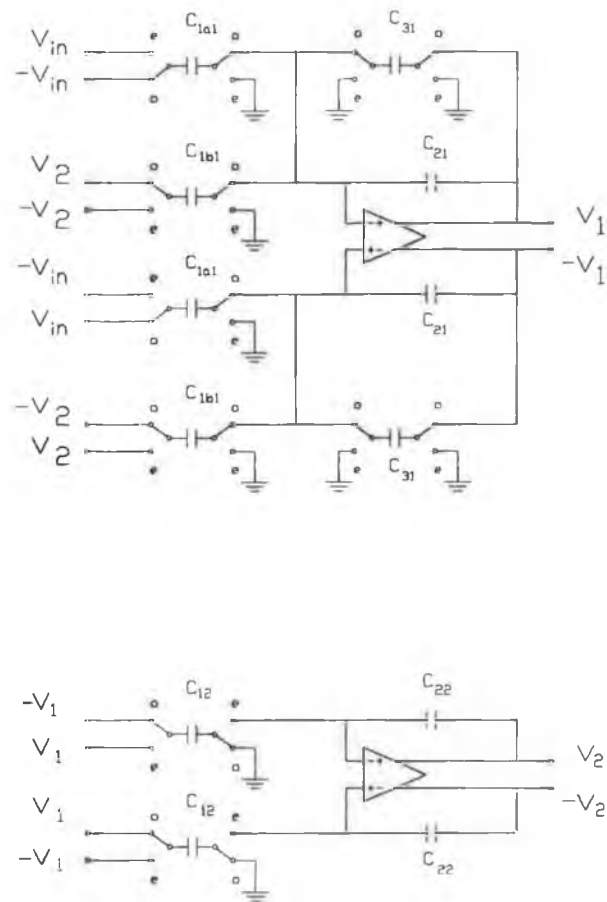 e o C1a1 o
Vin
-Vin
o e e e C31
C1b1
V2
-V2
C21
e e
V1
-V1
-Vin
Vin
e o C1a1
o e
C21
-V2
V2
o C1b1 o
e e
o o
e C31 e
-V1
V1
o C12 e
e o
C22
V2
-V2
V1
-V1
o C12 e
e o
C22